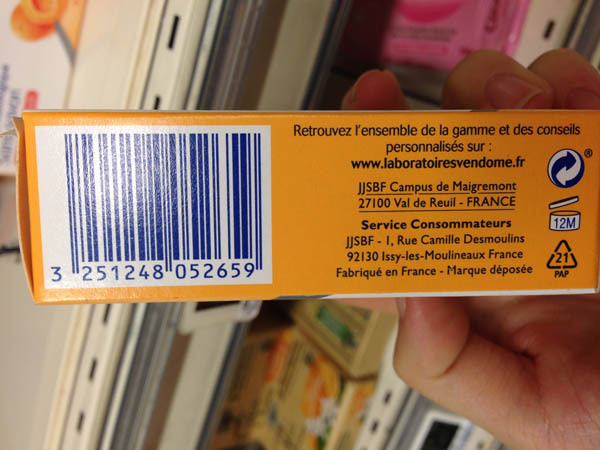 Retrouvez l'ensemble de la gamme et des conseils
personnalisés sur :
www.laboratoiresvendome.fr
JJSBF Campus de Maigremont
27100 Val de Reuil - FRANCE
Service Consommateurs
JJSBF - 1, Rue Camille Desmoulins
92130 Issy-les-Moulineaux France
Fabriqué en France - Marque déposée
3 251248 052659
®
12M
21
PAP